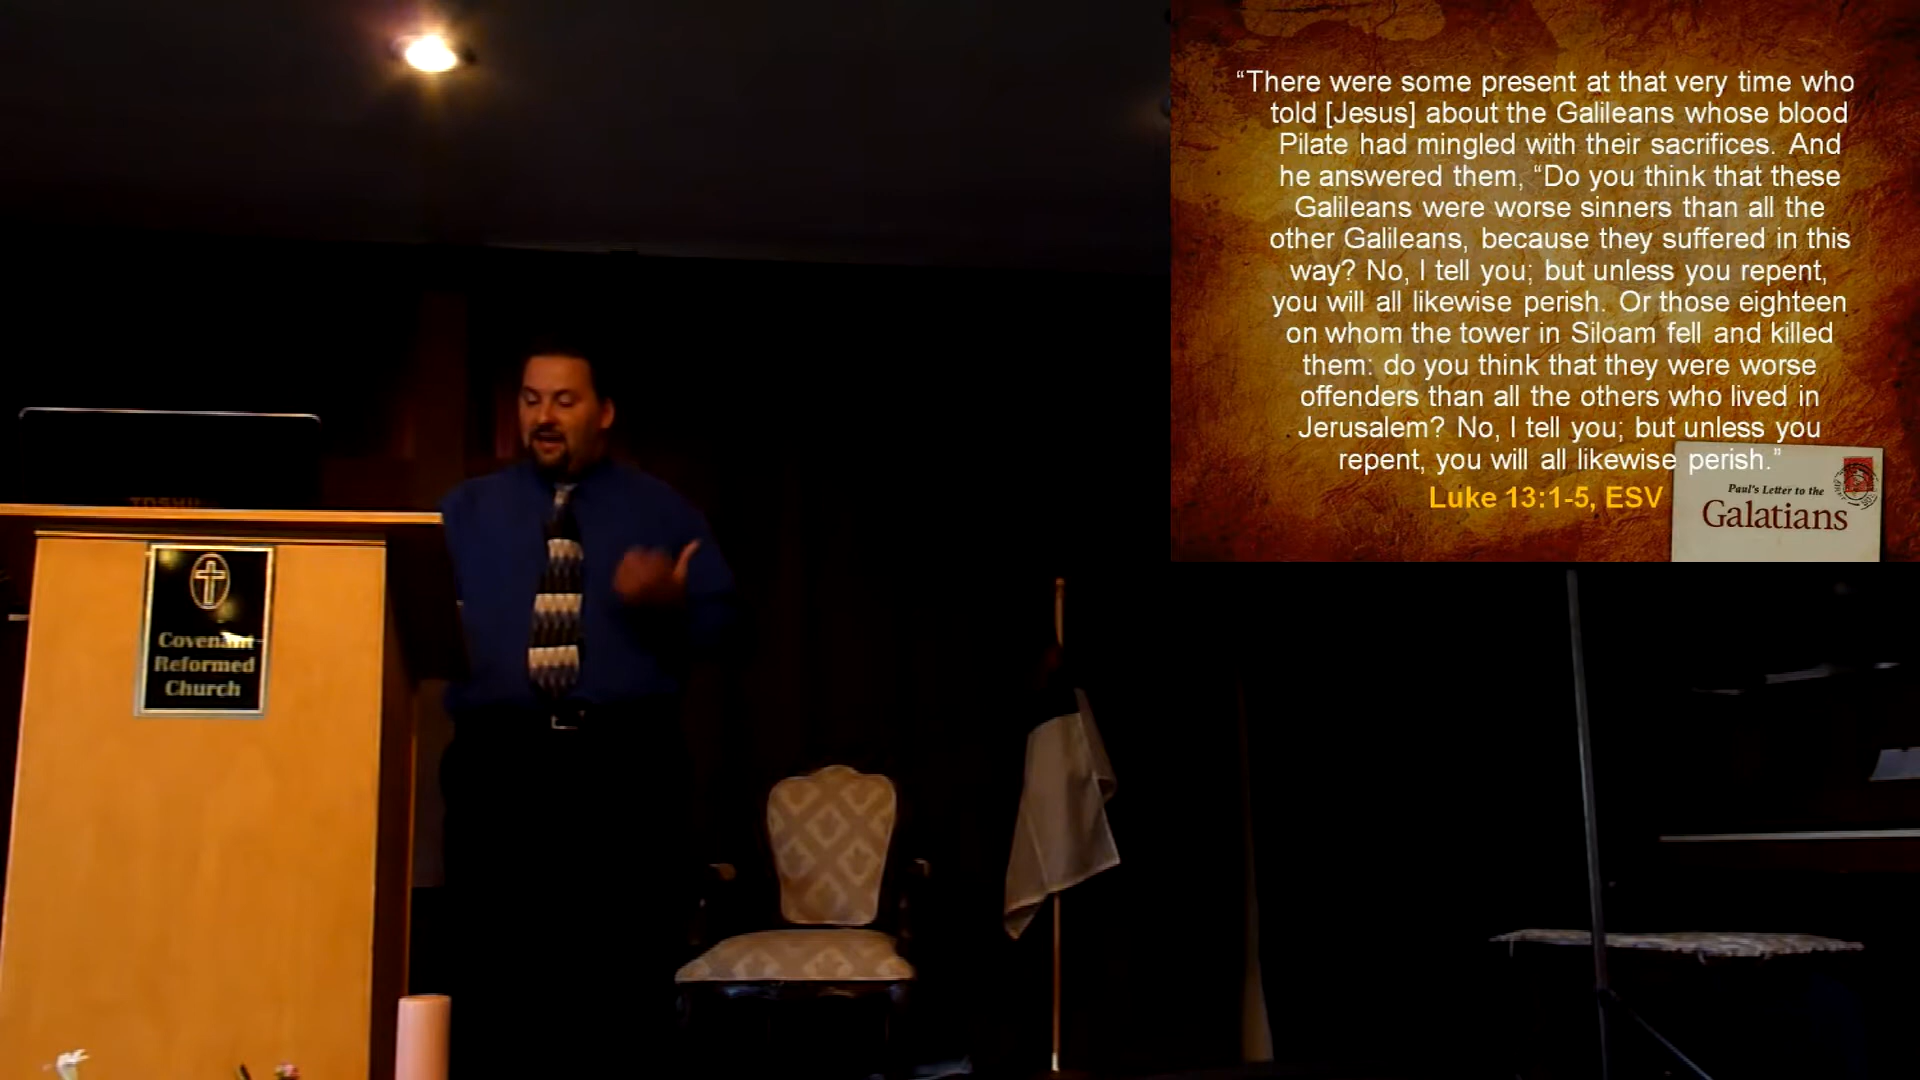 “There were some present at that very time who
told [Jesus] about the Galileans whose blood
Pilate had mingled with their sacrifices. And
he answered them, “Do you think that these
Galileans were worse sinners than all the
other Galileans, because they suffered in this
way? No, I tell you; but unless you repent,
you will all likewise perish. Or those eighteen
on whom the tower in Siloam fell and killed
them: do you think that they were worse
offenders than all the others who lived in
Jerusalem? No, I tell you; but unless you
repent, you will all likewise perish.”
Luke 13:1-5, ESV
Paul's Letter to the
Galatians
TOSHIBA
Covenant
Reformed
Church